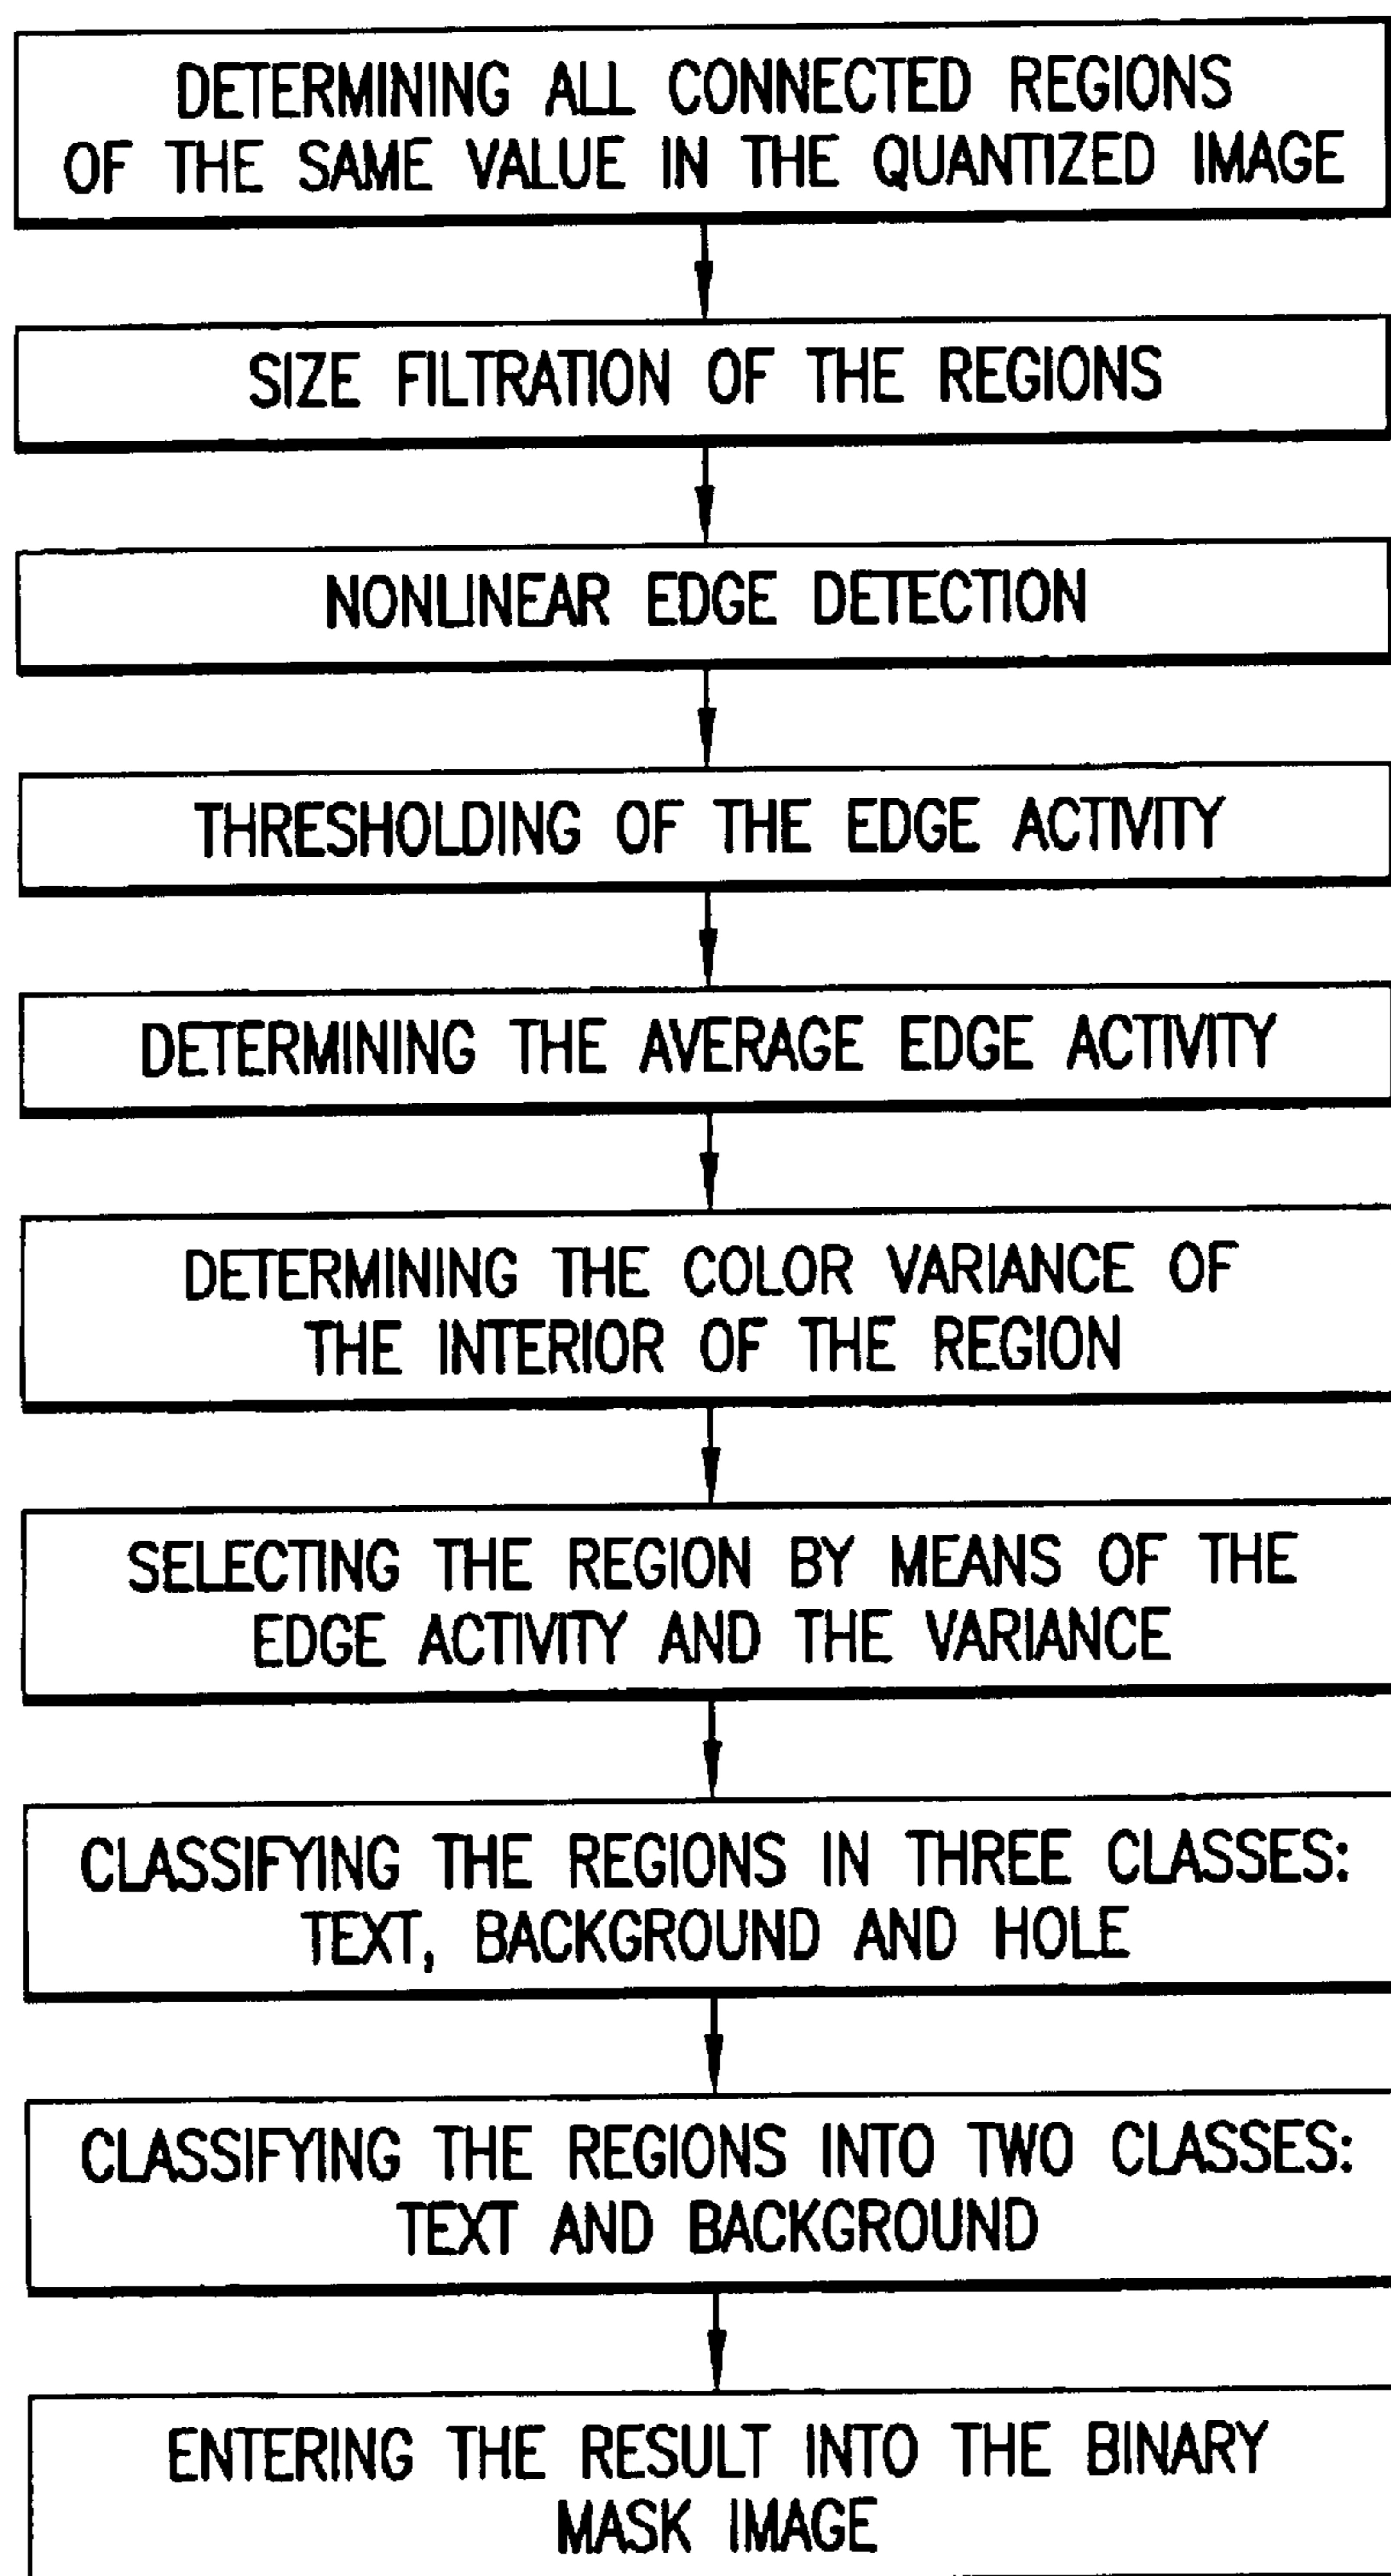 DETERMINING ALL CONNECTED REGIONS
OF THE SAME VALUE IN THE QUANTIZED IMAGE
SIZE FILTRATION OF THE REGIONS
NONLINEAR EDGE DETECTION
THRESHOLDING OF THE EDGE ACTIVITY
DETERMINING THE AVERAGE EDGE ACTIVITY
DETERMINING THE COLOR VARIANCE OF
THE INTERIOR OF THE REGION
SELECTING THE REGION BY MEANS OF THE
EDGE ACTIVITY AND THE VARIANCE
CLASSIFYING THE REGIONS IN THREE CLASSES:
TEXT, BACKGROUND AND HOLE
CLASSIFYING THE REGIONS INTO TWO CLASSES:
TEXT AND BACKGROUND
ENTERING THE RESULT INTO THE BINARY
MASK IMAGE